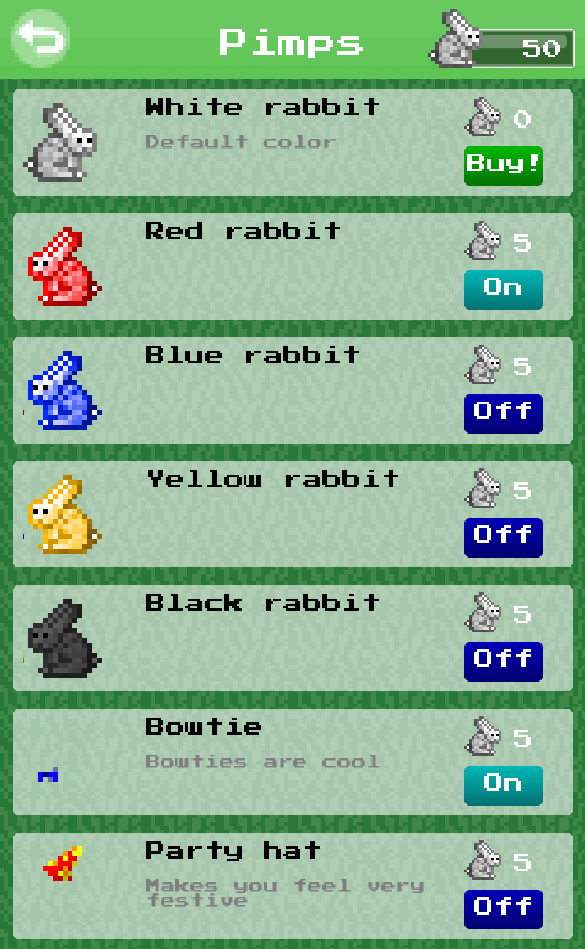 Pimps
50
White rabbit
0
Default color
Buy!
Red rabbit
5
On
Blue rabbit
5
Off
Yellow rabbit
5
Off
Black rabbit
5
Off
Bowtie
5
Bowties are cool
On
Party hat
5
Makes you feel very
festive
Off